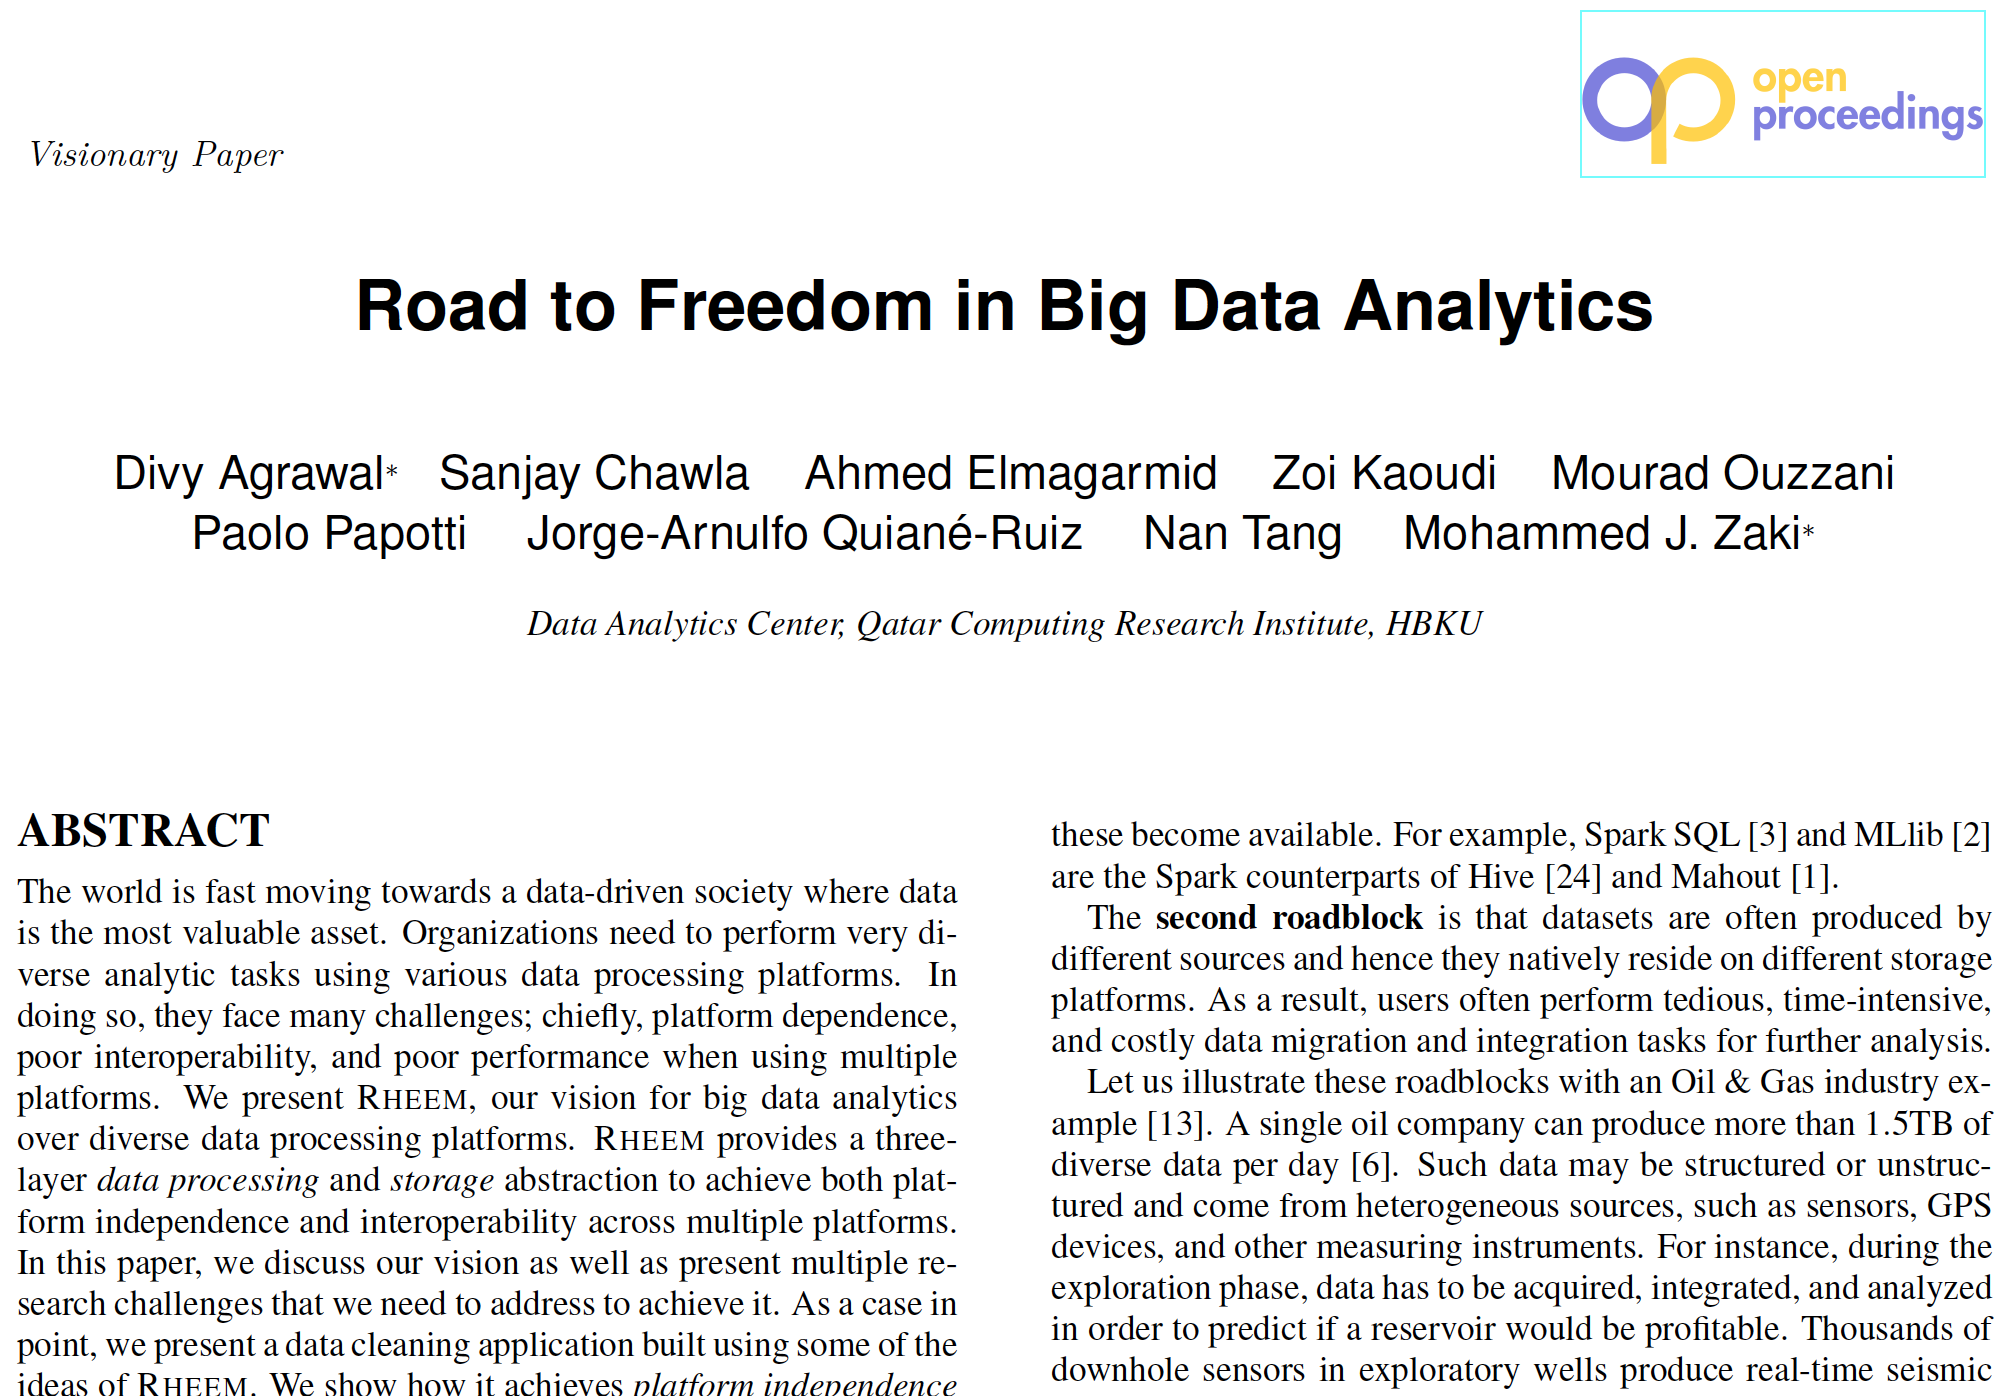 open
proceedings
Visionary Paper
Road to Freedom in Big Data Analytics
Divy Agrawal* Sanjay Chawla Ahmed Elmagarmid Zoi Kaoudi Mourad Ouzzani
Paolo Papotti Jorge-Arnulfo Quiané-Ruiz Nan Tang Mohammed J. Zaki*
Data Analytics Center, Qatar Computing Research Institute, HBKU
ABSTRACT
The world is fast moving towards a data-driven society where data
is the most valuable asset. Organizations need to perform very di-
verse analytic tasks using various data processing platforms. In
doing so, they face many challenges; chiefly, platform dependence,
poor interoperability, and poor performance when using multiple
platforms. We present RHEEM, our vision for big data analytics
over diverse data processing platforms. RHEEM provides a three-
layer data processing and storage abstraction to achieve both plat-
form independence and interoperability across multiple platforms.
In this paper, we discuss our vision as well as present multiple re-
search challenges that we need to address to achieve it. As a case in
point, we present a data cleaning application built using some of the
ideas of RHEEM. We show how it achieves platform independence
these become available. For example, Spark SQL [3] and MLlib [2]
are the Spark counterparts of Hive [24] and Mahout [1].
The second roadblock is that datasets are often produced by
different sources and hence they natively reside on different storage
platforms. As a result, users often perform tedious, time-intensive,
and costly data migration and integration tasks for further analysis.
Let us illustrate these roadblocks with an Oil & Gas industry ex-
ample [13]. A single oil company can produce more than 1.5TB of
diverse data per day [6]. Such data may be structured or unstruc-
tured and come from heterogeneous sources, such as sensors, GPS
devices, and other measuring instruments. For instance, during the
exploration phase, data has to be acquired, integrated, and analyzed
in order to predict if a reservoir would be profitable. Thousands of
downhole sensors in exploratory wells produce real-time seismic